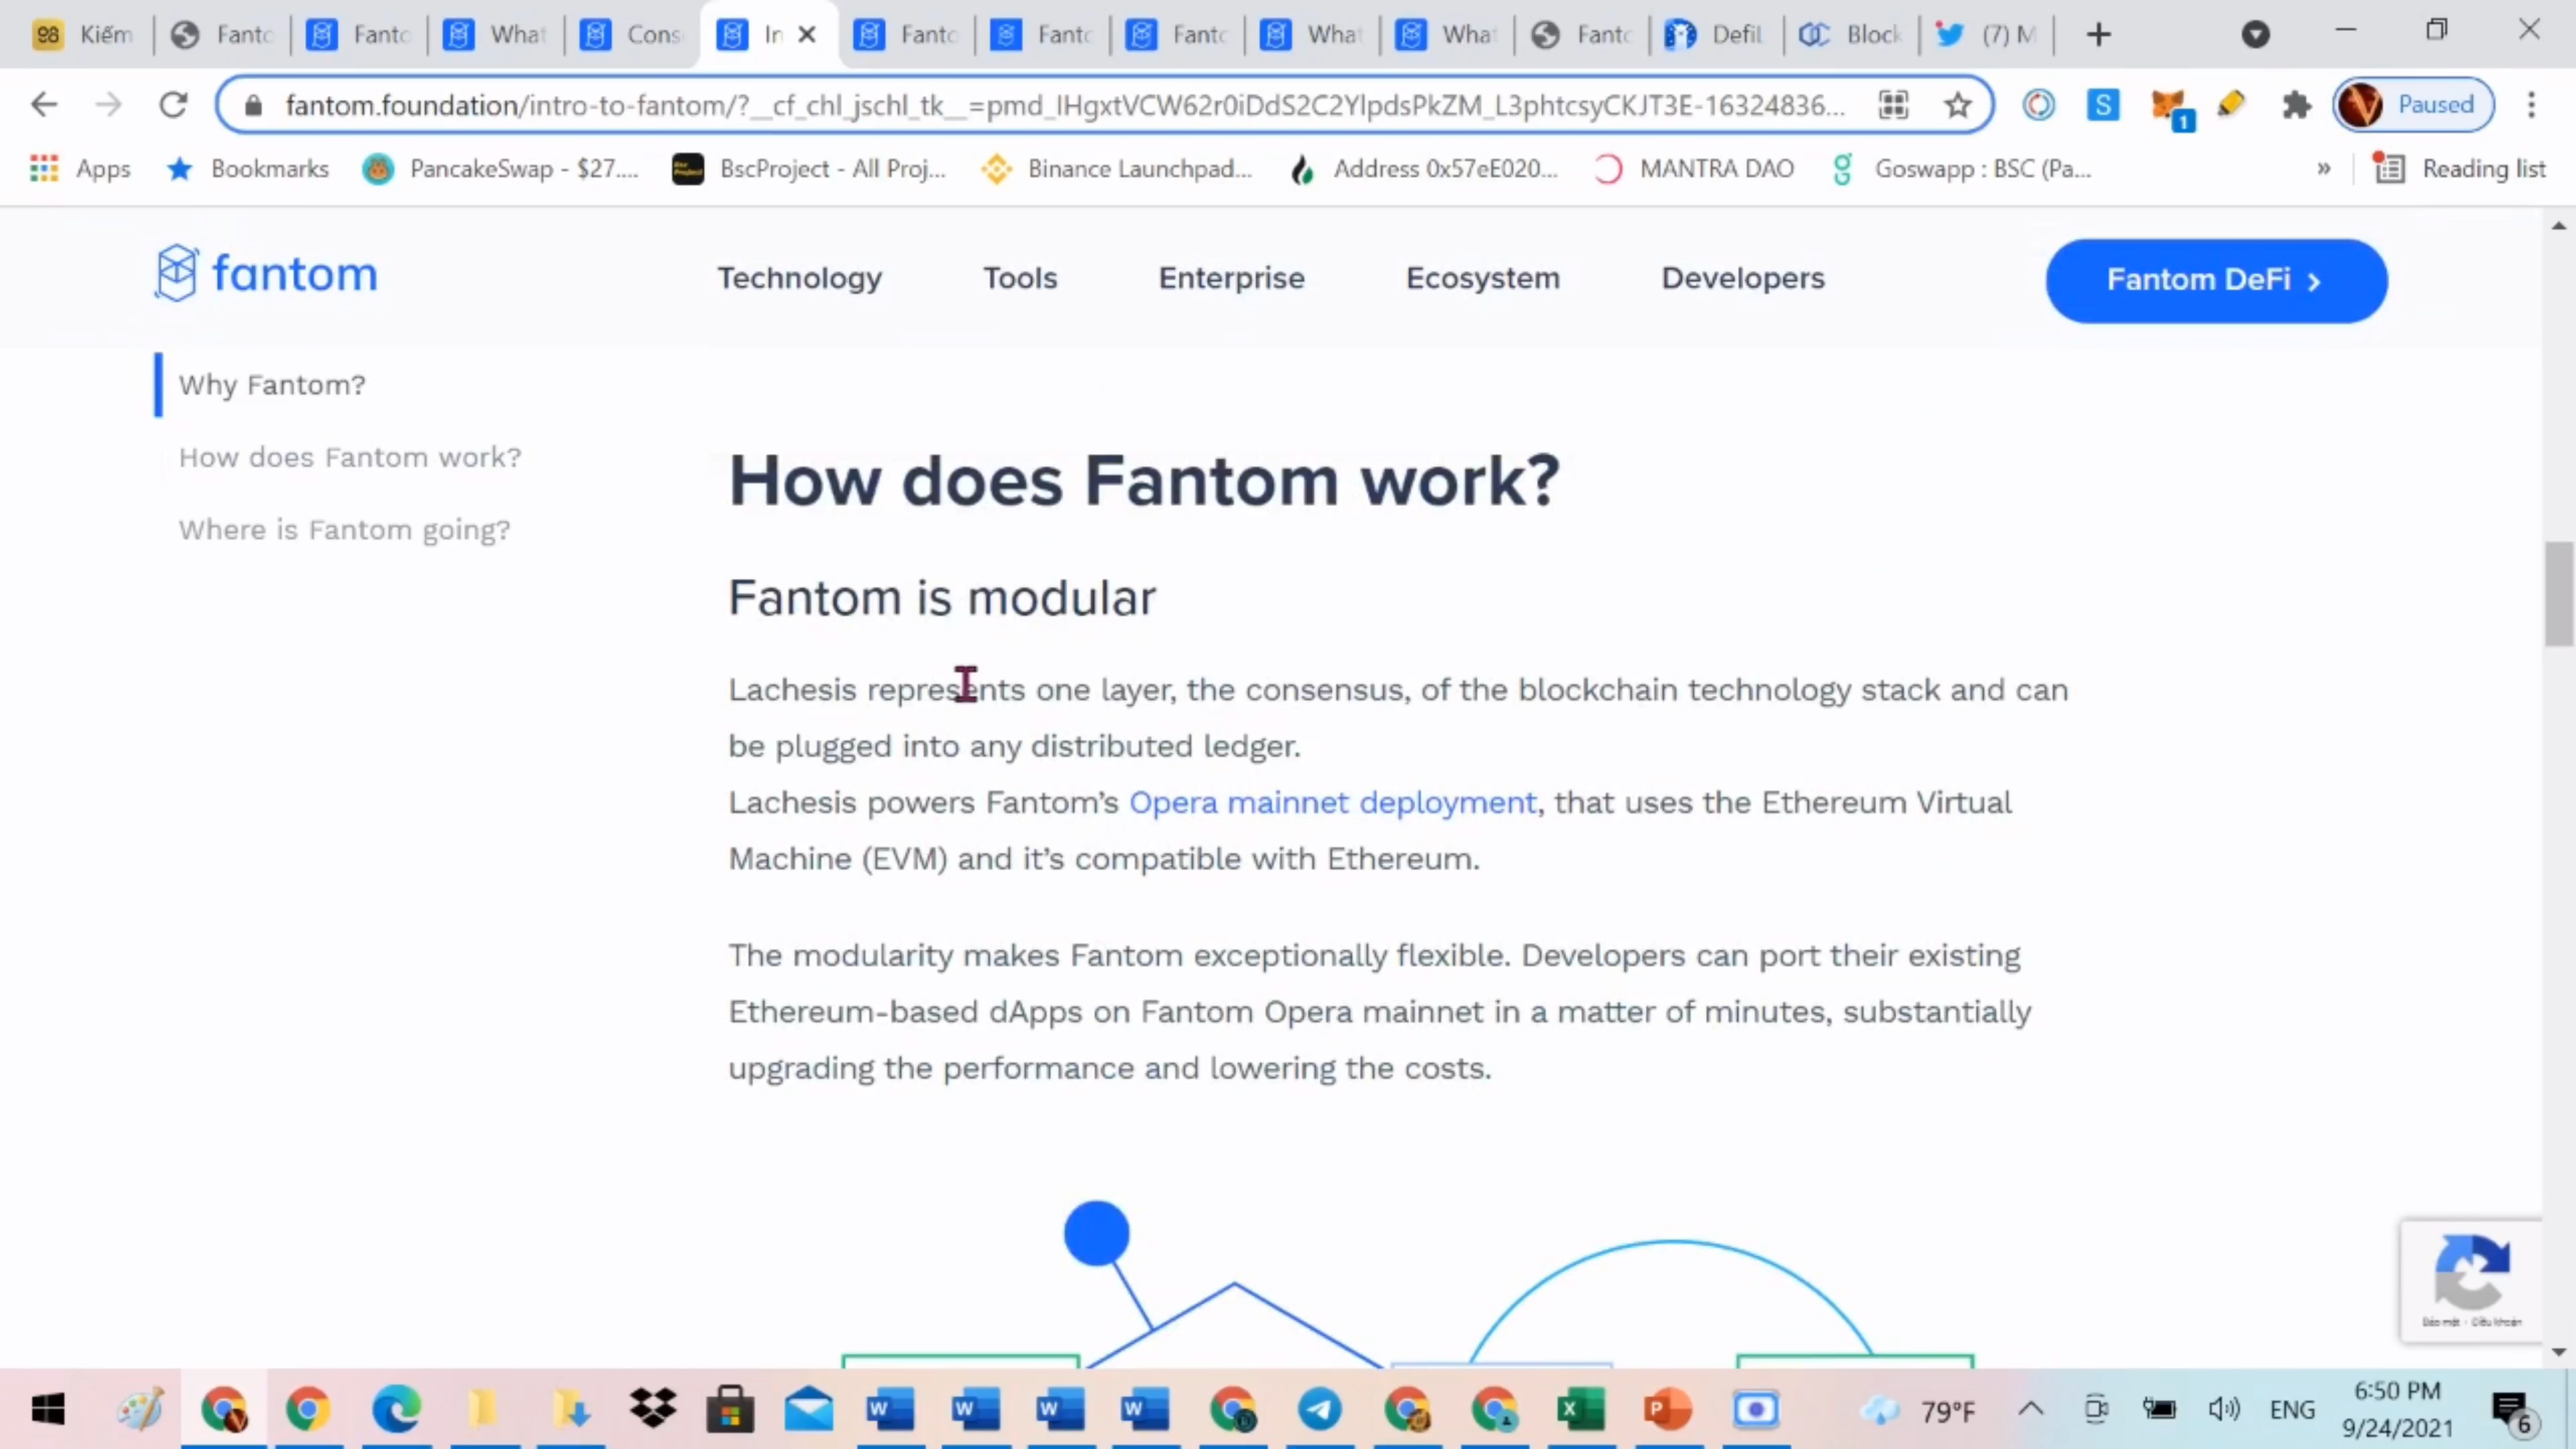 Kiếm
Fantc
Fantc
What
Cons
In
Fantc
Fantc
Fantc
What
What
Fantc
Defil
Block
(7) M
fantom.foundation/intro-to-fantom/?__cf_chl_jschl_tk__=pmd_IHgxtVCW62r0iDdS2C2YlpdsPkZM_L3phtcsyCKJT3E-16324836...
S
1
Paused
Apps
Bookmarks
PancakeSwap - $27....
BscProject - All Proj...
Binance Launchpad...
Address 0x57eE020...
MANTRA DAO
Goswapp : BSC (Pa...
»
Reading list
fantom
Technology
Tools
Enterprise
Ecosystem
Developers
Fantom DeFi
Why Fantom?
How does Fantom work?
Where is Fantom going?
How does Fantom work?
Fantom is modular
Lachesis represents one layer, the consensus, of the blockchain technology stack and can
be plugged into any distributed ledger.
Lachesis powers Fantom's Opera mainnet deployment, that uses the Ethereum Virtual
Machine (EVM) and it's compatible with Ethereum.
The modularity makes Fantom exceptionally flexible. Developers can port their existing
Ethereum-based dApps on Fantom Opera mainnet in a matter of minutes, substantially
upgrading the performance and lowering the costs.
Bảo mật - Điều khoản
79°F
ENG
6:50 PM
9/24/2021
6